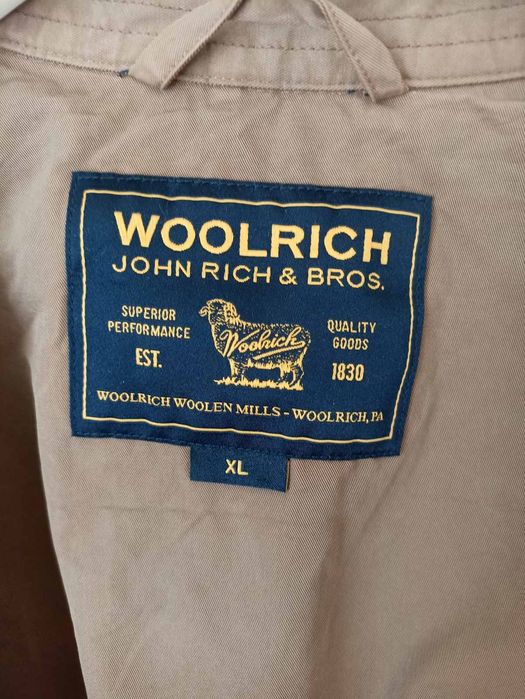 WOOLRICH
JOHN RICH & BROS.
SUPERIOR
PERFORMANCE
EST.
Woolrich
QUALITY
GOODS
1830
WOOLRICH WOOLEN MILLS - WOOLRICH, PA
XL